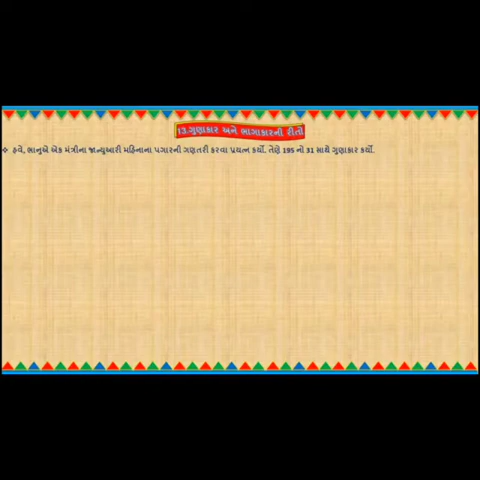 13.ગુણાકાર અને ભાગાકારની રીતો
હવે, ભાનુએ એક મંત્રીના જાન્યુઆરી મહિનાના પગારની ગણતરી કરવા પ્રયત્ન કર્યો. તેણે 195 નો 31 સાથે ગુણાકાર કર્યો.